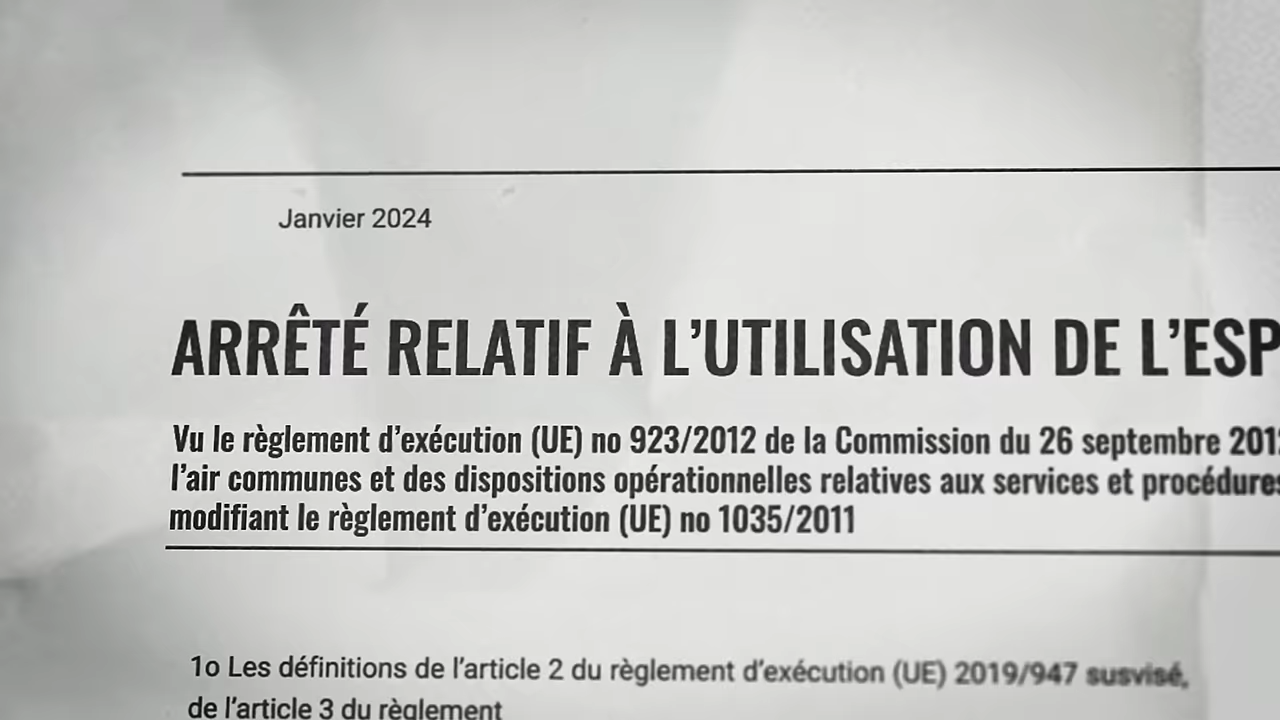 Janvier 2024
ARRÊTÉ RELATIF À L'UTILISATION DE L'ESP
Vu le règlement d'exécution (UE) no 923/2012 de la Commission du 26 septembre 2012
l'air communes et des dispositions opérationnelles relatives aux services et procédures
modifiant le règlement d'exécution (UE) no 1035/2011
1o Les définitions de l'article 2 du règlement d'exécution (UE) 2019/947 susvisé,
de l'article 3 du règlement